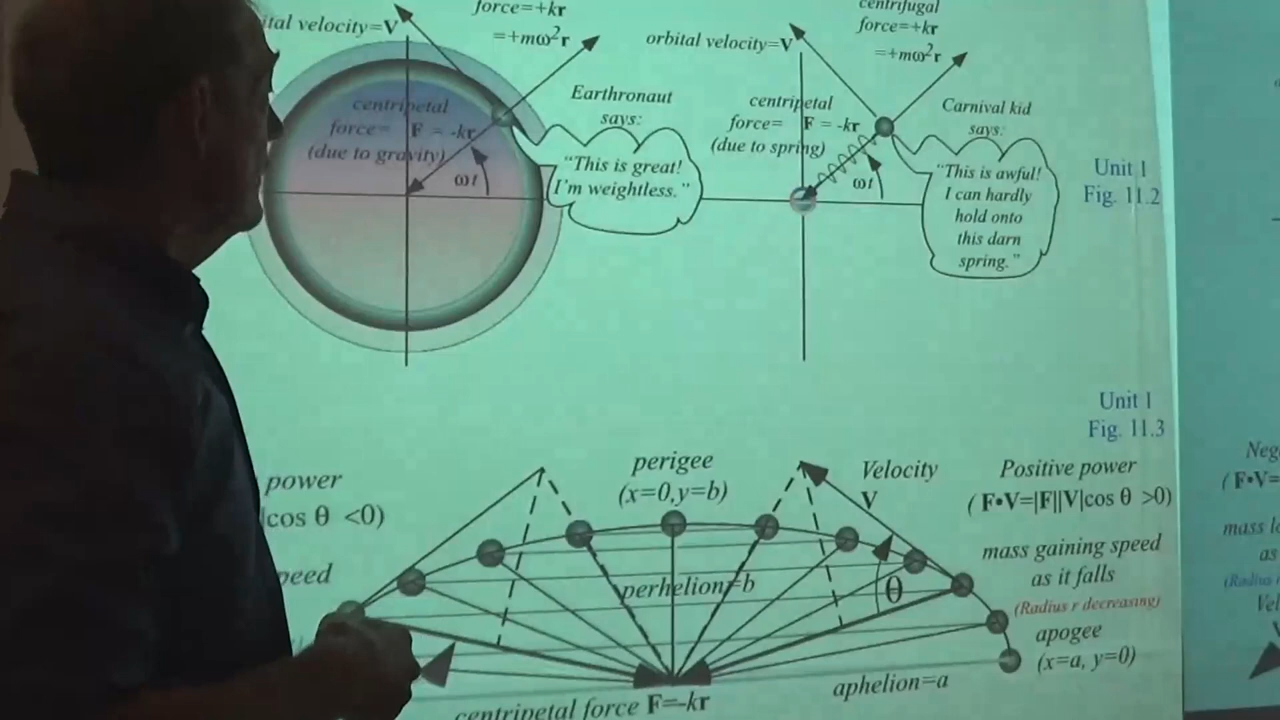 ital velocity=V
force=+kr
=+mω²r
centripetal
force= F = -kr
(due to gravity)
ωt
Earthronaut
says:
"This is great!
I'm weightless."
orbital velocity=V
centrifugal
force=+kr
=+mω²r
centripetal
force= F = -kr
(due to spring)
ωt
Carnival kid
says:
"This is awful!
I can hardly
hold onto
this darn
spring."
Unit 1
Fig. 11.2
Unit 1
Fig. 11.3
power
|cos θ <0)
peed
perigee
(x=0,y=b)
perhelion=b
Velocity
V
θ
Positive power
(F•V=|F||V|cos θ >0)
mass gaining speed
as it falls
(Radius r decreasing)
apogee
(x=a, y=0)
aphelion=a
centripetal force F=-kr
Neg
(F•V=
mass l
as
(Radius
Vel